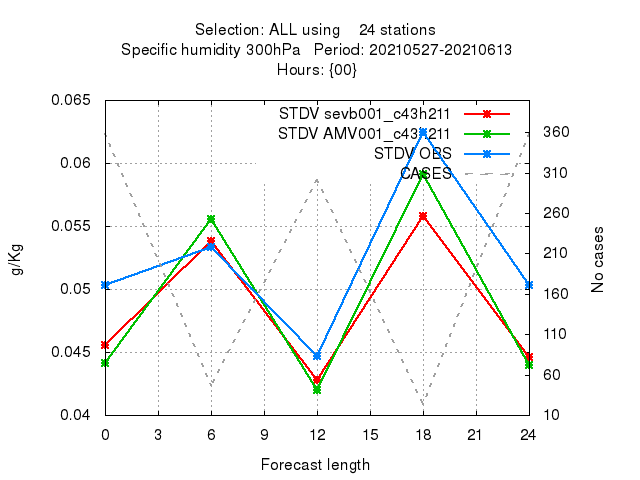 Selection: ALL using    24 stations
Specific humidity 300hPa   Period: 20210527-20210613
Hours: {00}
STDV sevb001_c43h211
STDV AMV001_c43h211
STDV OBS
CASES
0.065
0.06
0.055
0.05
0.045
0.04
360
310
260
210
160
110
60
10
g/Kg
No cases
0 3 6 9 12 15 18 21 24
Forecast length